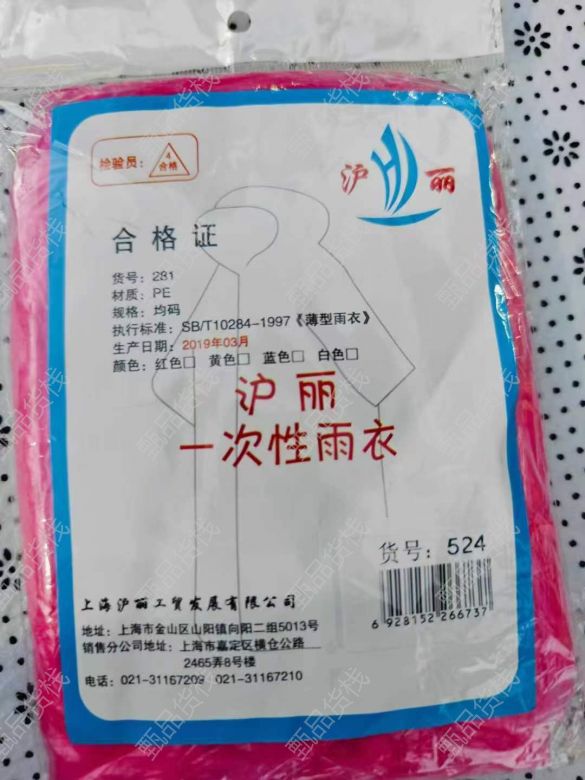 检验员：
4
合格
沪 丽
合格证
货号：281
材质：PE
规格：均码
执行标准：SB/T10284-1997《薄型雨衣》
生产日期：2019年03月
颜色：红色□ 黄色□ 蓝色□ 白色□
沪丽
一次性雨衣
货号：524
6 928152 266737
上海沪丽工贸发展有限公司
地址：上海市金山区山阳镇向阳二组5013号
销售分公司地址：上海市嘉定区横仓公路
2465弄8号楼
电话：021-31167209 021-31167210
甄品货栈